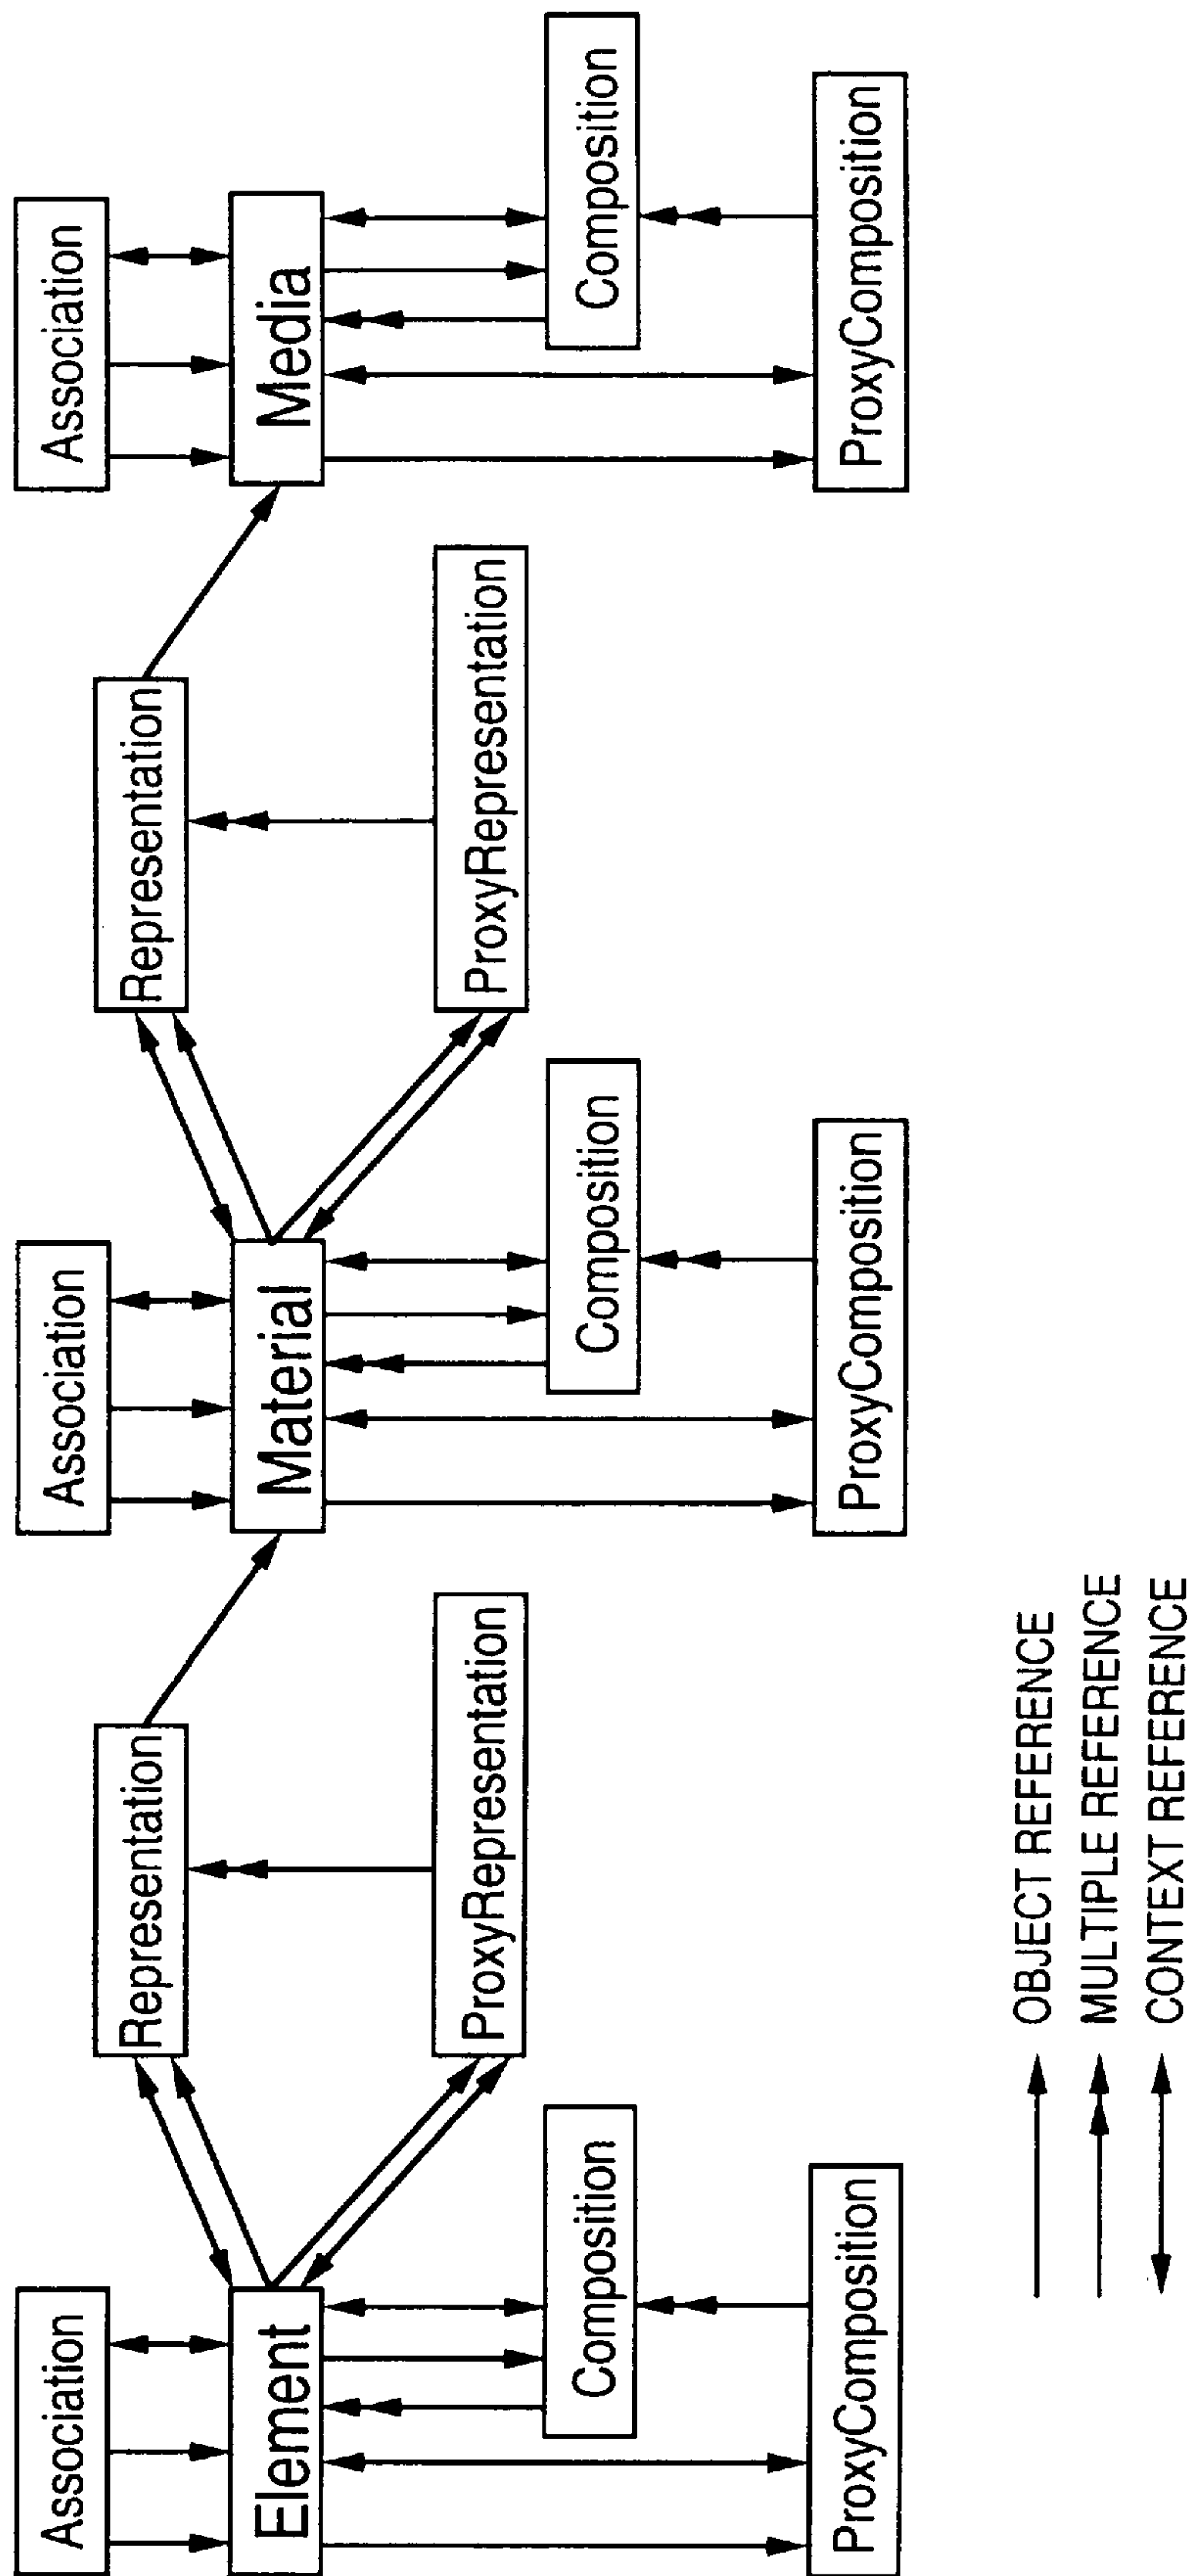 Association
Element
Composition
ProxyComposition
Representation
ProxyRepresentation
Association
Material
Composition
ProxyComposition
Representation
ProxyRepresentation
Association
Media
Composition
ProxyComposition
OBJECT REFERENCE
MULTIPLE REFERENCE
CONTEXT REFERENCE